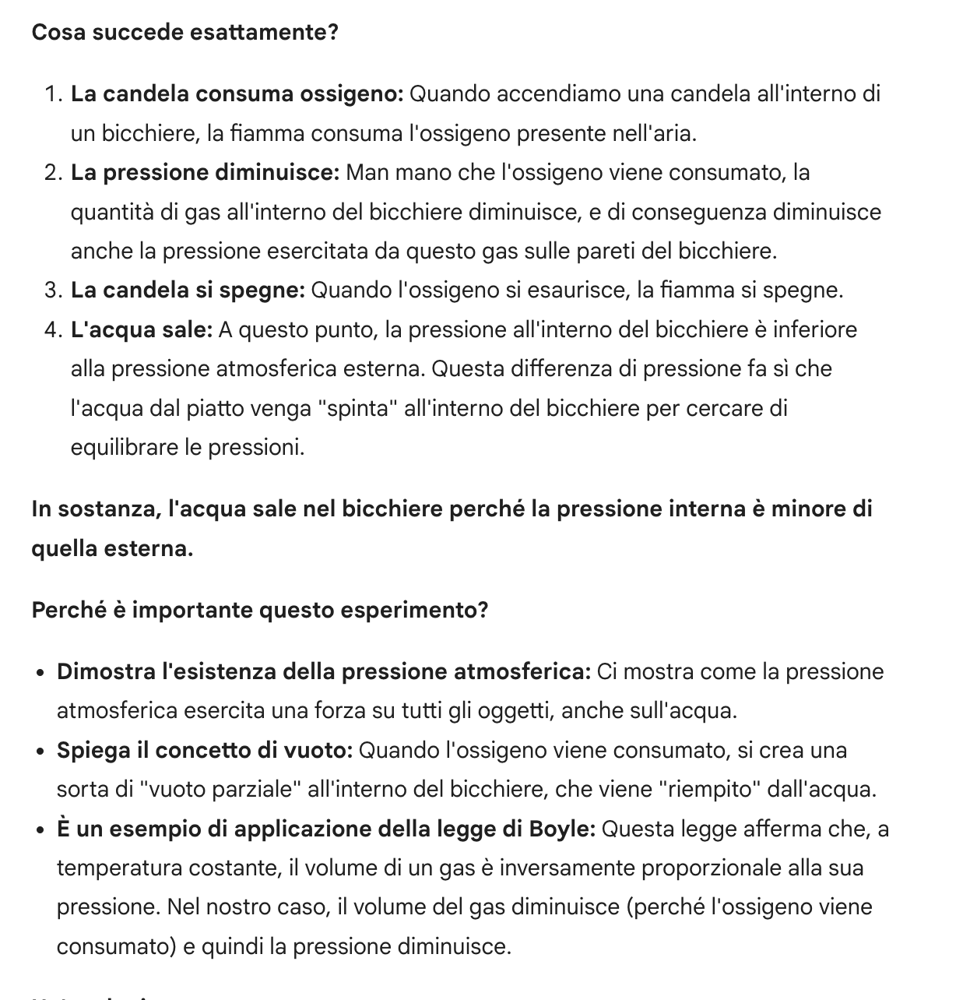 Cosa succede esattamente?
1. La candela consuma ossigeno: Quando accendiamo una candela all'interno di
un bicchiere, la fiamma consuma l'ossigeno presente nell'aria.
2. La pressione diminuisce: Man mano che l'ossigeno viene consumato, la
quantità di gas all'interno del bicchiere diminuisce, e di conseguenza diminuisce
anche la pressione esercitata da questo gas sulle pareti del bicchiere.
3. La candela si spegne: Quando l'ossigeno si esaurisce, la fiamma si spegne.
4. L'acqua sale: A questo punto, la pressione all'interno del bicchiere è inferiore
alla pressione atmosferica esterna. Questa differenza di pressione fa sì che
l'acqua dal piatto venga "spinta" all'interno del bicchiere per cercare di
equilibrare le pressioni.
In sostanza, l'acqua sale nel bicchiere perché la pressione interna è minore di
quella esterna.
Perché è importante questo esperimento?
• Dimostra l'esistenza della pressione atmosferica: Ci mostra come la pressione
atmosferica esercita una forza su tutti gli oggetti, anche sull'acqua.
• Spiega il concetto di vuoto: Quando l'ossigeno viene consumato, si crea una
sorta di "vuoto parziale" all'interno del bicchiere, che viene "riempito" dall'acqua.
• È un esempio di applicazione della legge di Boyle: Questa legge afferma che, a
temperatura costante, il volume di un gas è inversamente proporzionale alla sua
pressione. Nel nostro caso, il volume del gas diminuisce (perché l'ossigeno viene
consumato) e quindi la pressione diminuisce.